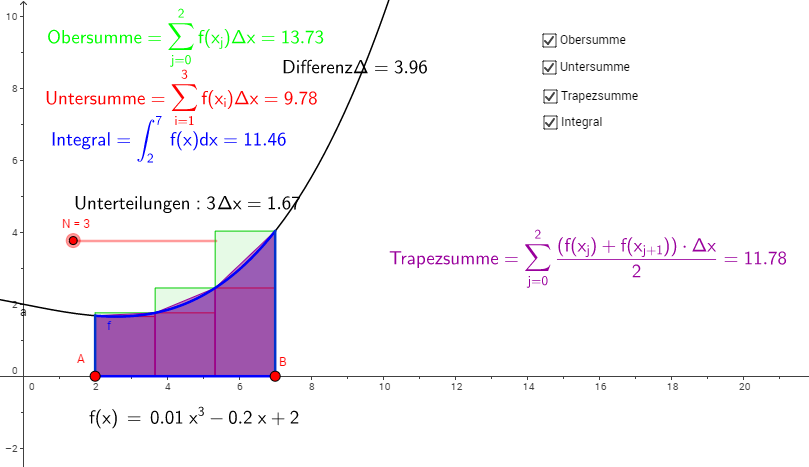 Obersumme = ∑_{j=0}^{2} f(x_j)Δx = 13.73
DifferenzΔ = 3.96
Untersumme = ∑_{i=1}^{3} f(x_i)Δx = 9.78
Integral = ∫_2^7 f(x)dx = 11.46
Unterteilungen : 3Δx = 1.67
N = 3
Obersumme
Untersumme
Trapezsumme
Integral
Trapezsumme = ∑_{j=0}^{2} (f(x_j) + f(x_{j+1})) · Δx / 2 = 11.78
a
f
A
B
f(x) = 0.01 x³ − 0.2 x + 2
10
8
6
4
2
0
−2
0 2 4 6 8 10 12 14 16 18 20